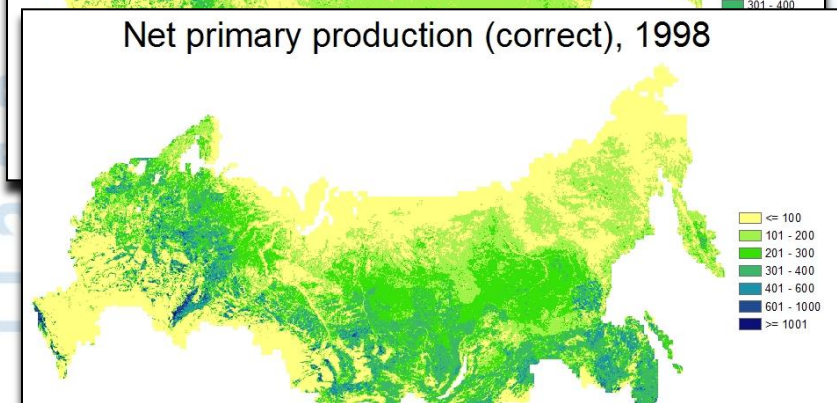 301 - 400
Net primary production (correct), 1998
<= 100
101 - 200
201 - 300
301 - 400
401 - 600
601 - 1000
>= 1001